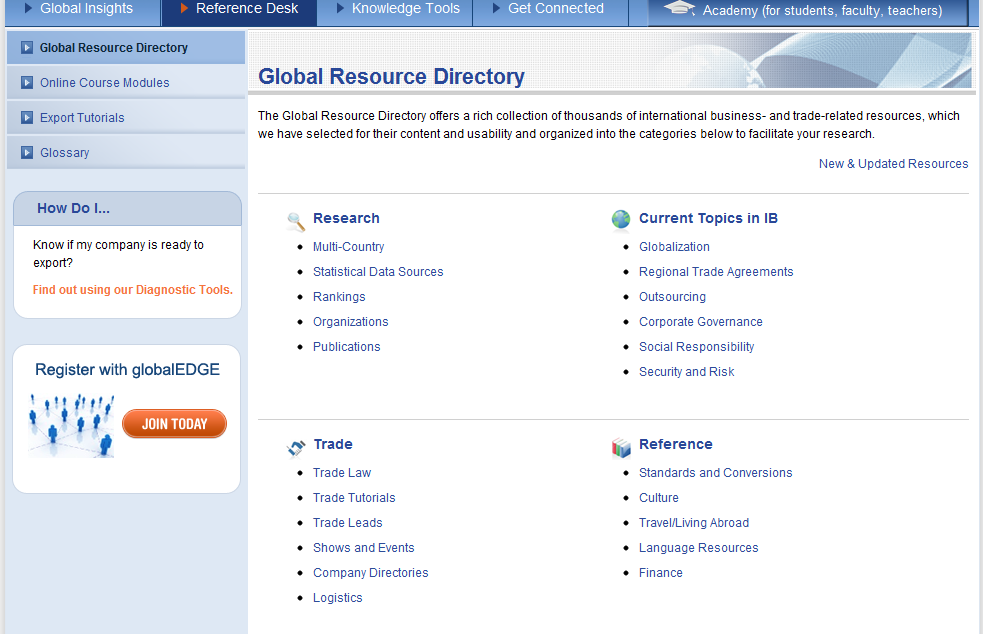 Global Insights
Reference Desk
Knowledge Tools
Get Connected
Academy (for students, faculty, teachers)
Global Resource Directory
Online Course Modules
Export Tutorials
Glossary
How Do I...
Know if my company is ready to
export?
Find out using our Diagnostic Tools.
Register with globalEDGE
JOIN TODAY
Global Resource Directory
The Global Resource Directory offers a rich collection of thousands of international business- and trade-related resources, which
we have selected for their content and usability and organized into the categories below to facilitate your research.
New & Updated Resources
Research
Multi-Country
Statistical Data Sources
Rankings
Organizations
Publications
Current Topics in IB
Globalization
Regional Trade Agreements
Outsourcing
Corporate Governance
Social Responsibility
Security and Risk
Trade
Trade Law
Trade Tutorials
Trade Leads
Shows and Events
Company Directories
Logistics
Reference
Standards and Conversions
Culture
Travel/Living Abroad
Language Resources
Finance